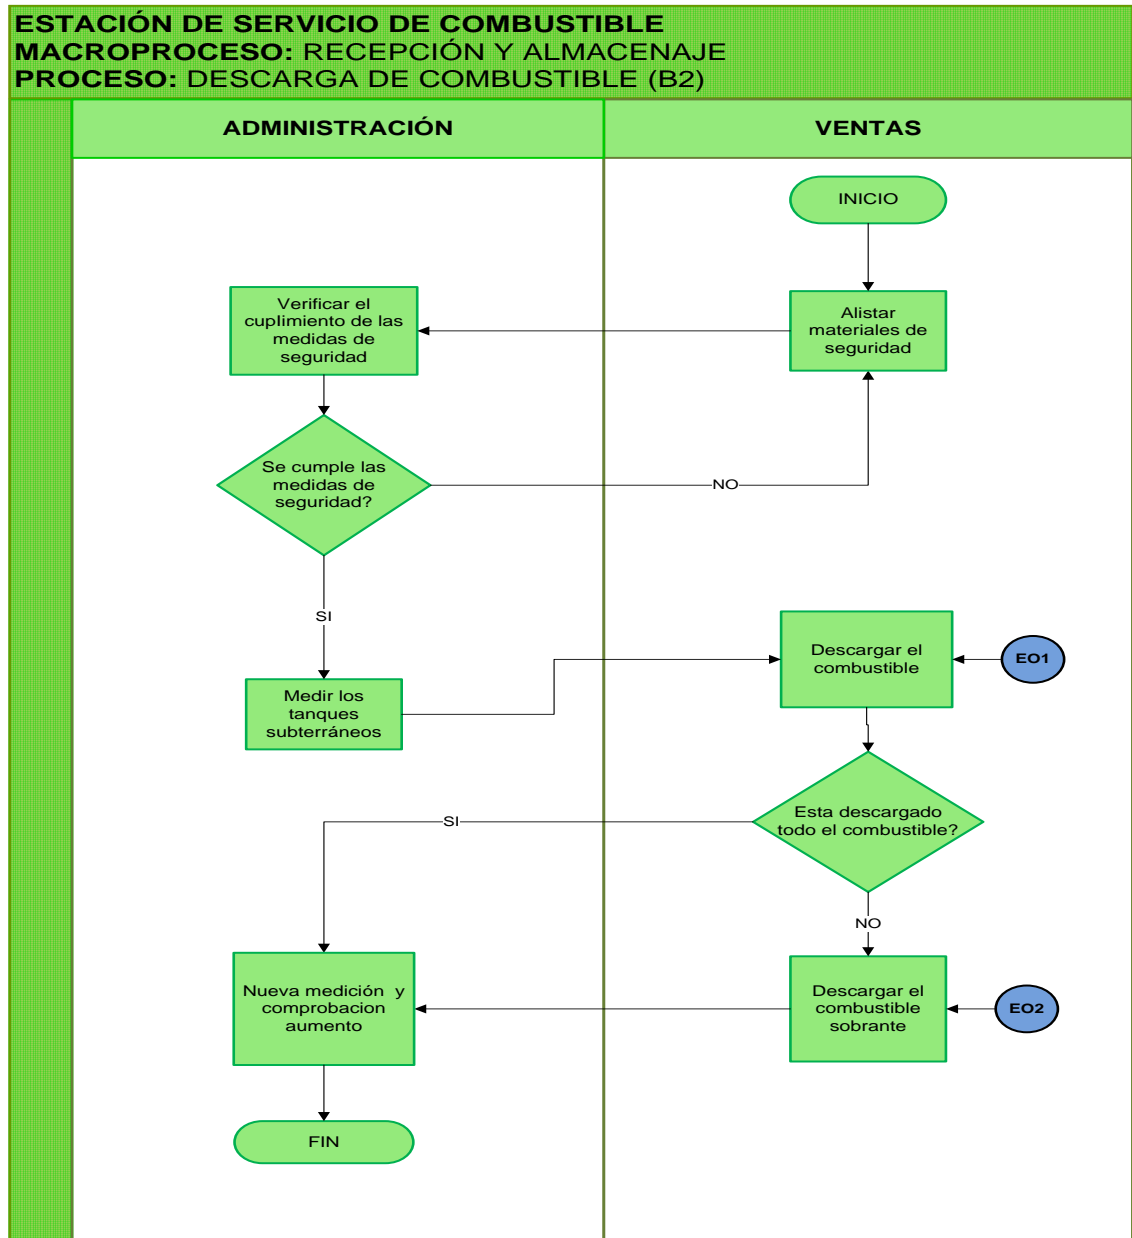 ESTACIÓN DE SERVICIO DE COMBUSTIBLE
MACROPROCESO: RECEPCIÓN Y ALMACENAJE
PROCESO: DESCARGA DE COMBUSTIBLE (B2)
ADMINISTRACIÓN
VENTAS
INICIO
Verificar el
cuplimiento de las
medidas de
seguridad
Alistar
materiales de
seguridad
Se cumple las
medidas de
seguridad?
NO
SI
Descargar el
combustible
EO1
Medir los
tanques
subterráneos
Esta descargado
todo el combustible?
SI
NO
Nueva medición y
comprobacion
aumento
Descargar el
combustible
sobrante
EO2
FIN